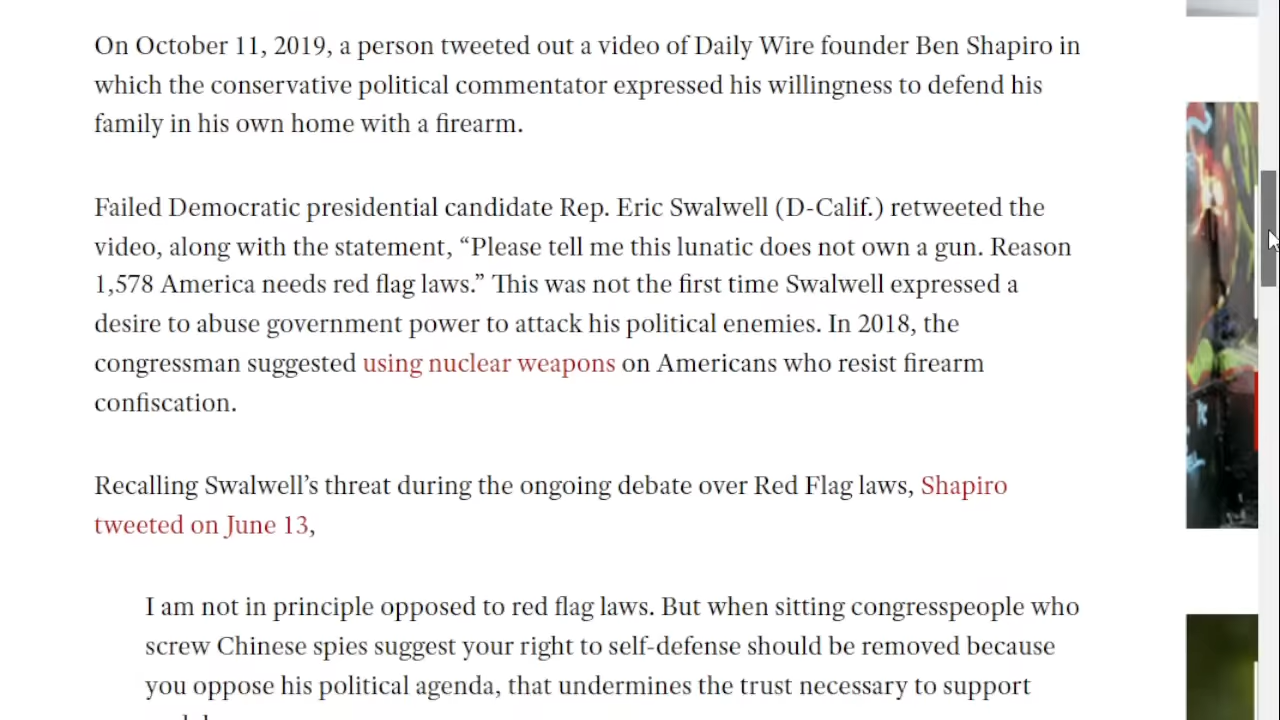 On October 11, 2019, a person tweeted out a video of Daily Wire founder Ben Shapiro in
which the conservative political commentator expressed his willingness to defend his
family in his own home with a firearm.
Failed Democratic presidential candidate Rep. Eric Swalwell (D-Calif.) retweeted the
video, along with the statement, “Please tell me this lunatic does not own a gun. Reason
1,578 America needs red flag laws.” This was not the first time Swalwell expressed a
desire to abuse government power to attack his political enemies. In 2018, the
congressman suggested using nuclear weapons on Americans who resist firearm
confiscation.
Recalling Swalwell’s threat during the ongoing debate over Red Flag laws, Shapiro
tweeted on June 13,
I am not in principle opposed to red flag laws. But when sitting congresspeople who
screw Chinese spies suggest your right to self-defense should be removed because
you oppose his political agenda, that undermines the trust necessary to support